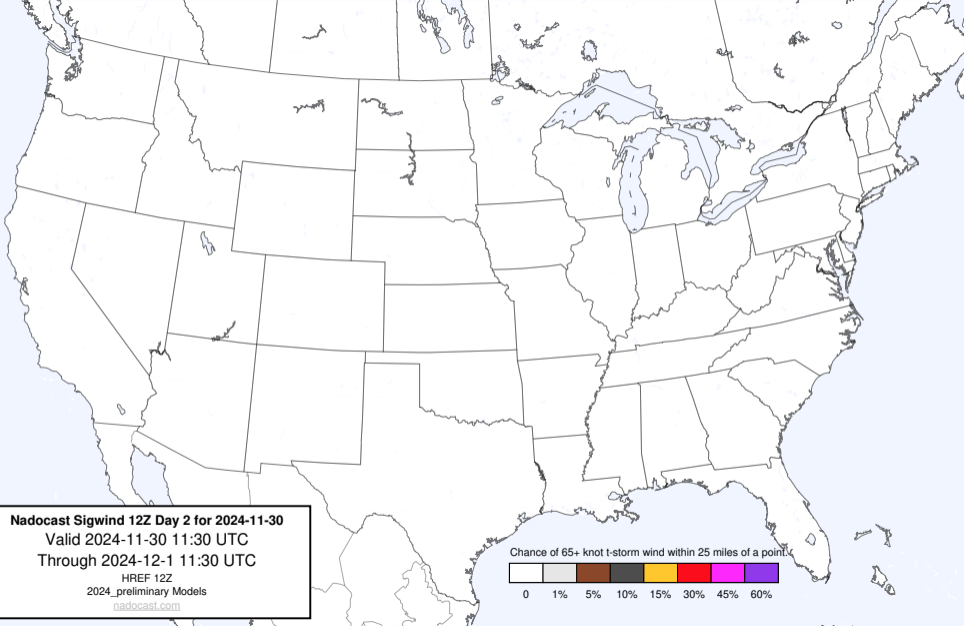 Nadocast Sigwind 12Z Day 2 for 2024-11-30
Valid 2024-11-30 11:30 UTC
Through 2024-12-1 11:30 UTC
HREF 12Z
2024_preliminary Models
nadocast.com
Chance of 65+ knot t-storm wind within 25 miles of a point.
0 1% 5% 10% 15% 30% 45% 60%